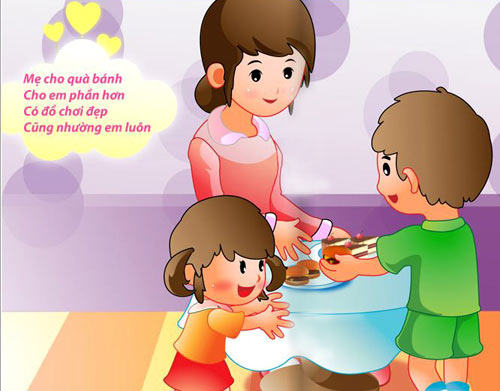 Mẹ cho quà bánh
Cho em phần hơn
Có đồ chơi đẹp
Cũng nhường em luôn